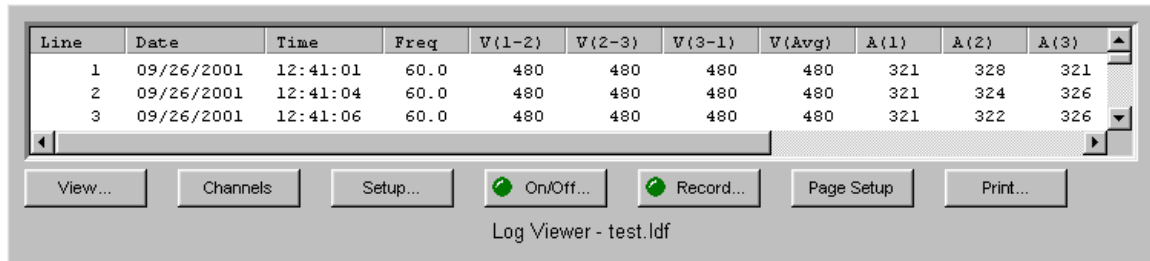 Line Date Time Freq V(1-2) V(2-3) V(3-1) V(Avg) A(1) A(2) A(3)
1 09/26/2001 12:41:01 60.0 480 480 480 480 321 328 321
2 09/26/2001 12:41:04 60.0 480 480 480 480 321 324 326
3 09/26/2001 12:41:06 60.0 480 480 480 480 321 322 326
View... Channels Setup... On/Off... Record... Page Setup Print...
Log Viewer - test.ldf